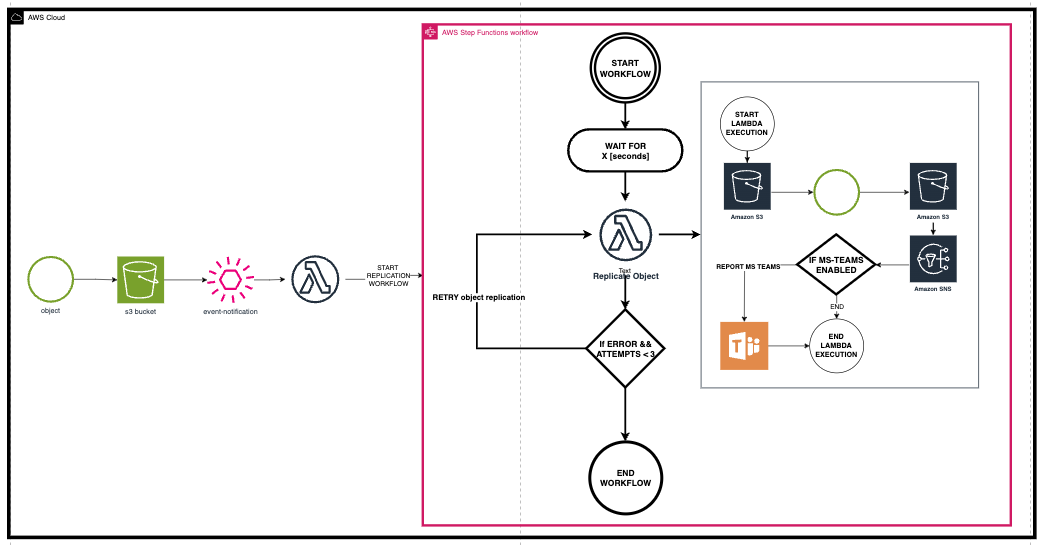 AWS Cloud
AWS Step Functions workflow
START
WORKFLOW
WAIT FOR
X [seconds]
Text
Replicate Object
RETRY object replication
If ERROR &&
ATTEMPTS < 3
END
WORKFLOW
object
s3 bucket
event-notification
START
REPLICATION
WORKFLOW
START
LAMBDA
EXECUTION
Amazon S3
Amazon S3
Amazon SNS
IF MS-TEAMS
ENABLED
REPORT MS TEAMS
END
T
END
LAMBDA
EXECUTION